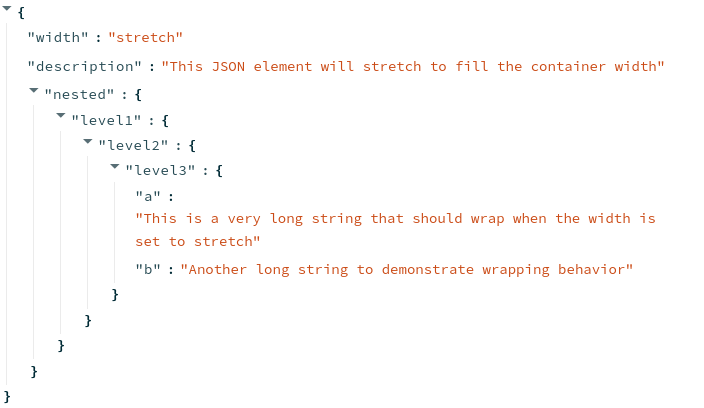 {
"width" : "stretch"
"description" : "This JSON element will stretch to fill the container width"
"nested" : {
"level1" : {
"level2" : {
"level3" : {
"a" :
"This is a very long string that should wrap when the width is
set to stretch"
"b" : "Another long string to demonstrate wrapping behavior"
}
}
}
}
}